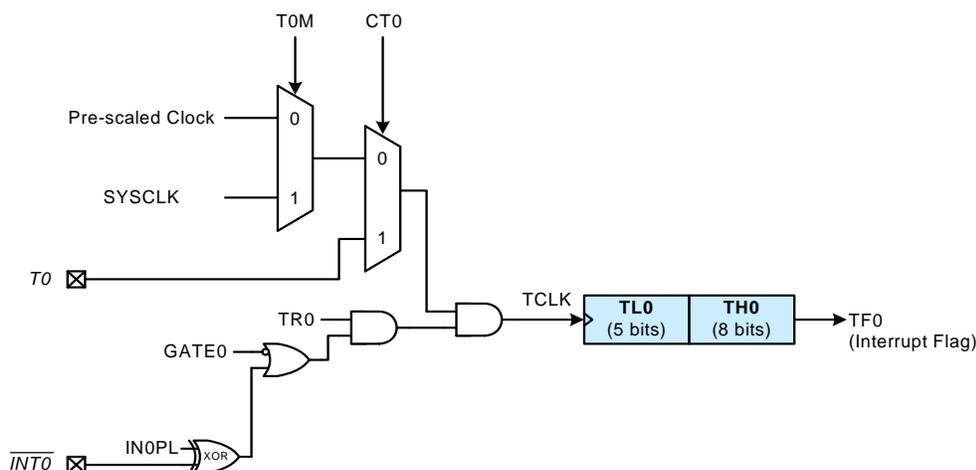 T0M CT0
Pre-scaled Clock
0
0
SYSCLK
1
1
T0
TR0
TCLK
TL0
(5 bits)
TH0
(8 bits)
TF0
(Interrupt Flag)
GATE0
IN0PL
XOR
INT0